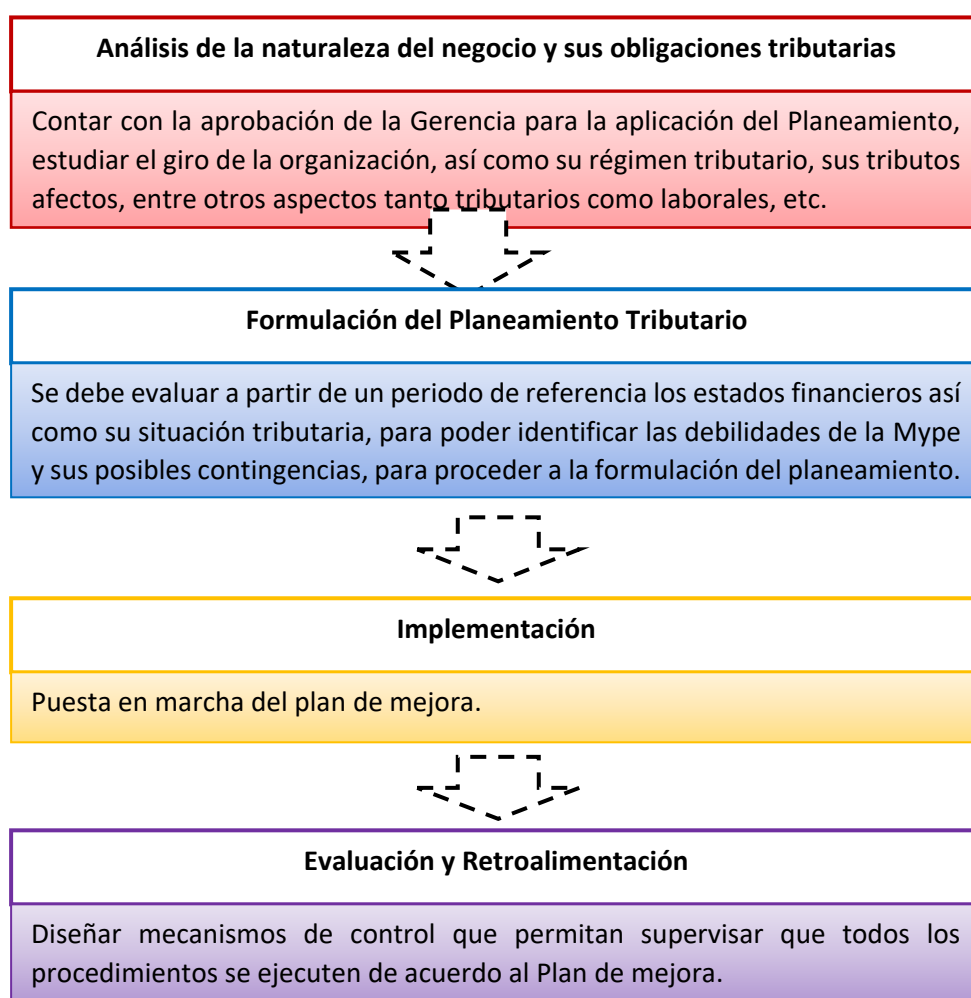 Análisis de la naturaleza del negocio y sus obligaciones tributarias
Contar con la aprobación de la Gerencia para la aplicación del Planeamiento,
estudiar el giro de la organización, así como su régimen tributario, sus tributos
afectos, entre otros aspectos tanto tributarios como laborales, etc.
Formulación del Planeamiento Tributario
Se debe evaluar a partir de un periodo de referencia los estados financieros así
como su situación tributaria, para poder identificar las debilidades de la Mype
y sus posibles contingencias, para proceder a la formulación del planeamiento.
Implementación
Puesta en marcha del plan de mejora.
Evaluación y Retroalimentación
Diseñar mecanismos de control que permitan supervisar que todos los
procedimientos se ejecuten de acuerdo al Plan de mejora.